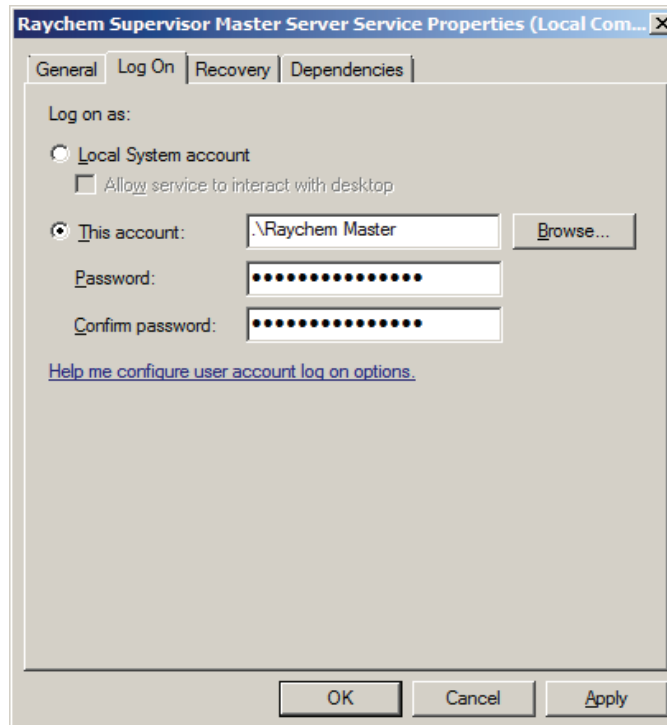 Raychem Supervisor Master Server Service Properties (Local Com...
General Log On Recovery Dependencies
Log on as:
Local System account
Allow service to interact with desktop
This account: .\Raychem Master Browse...
Password: ●●●●●●●●●●●●●●●
Confirm password: ●●●●●●●●●●●●●●●
Help me configure user account log on options.
OK Cancel Apply